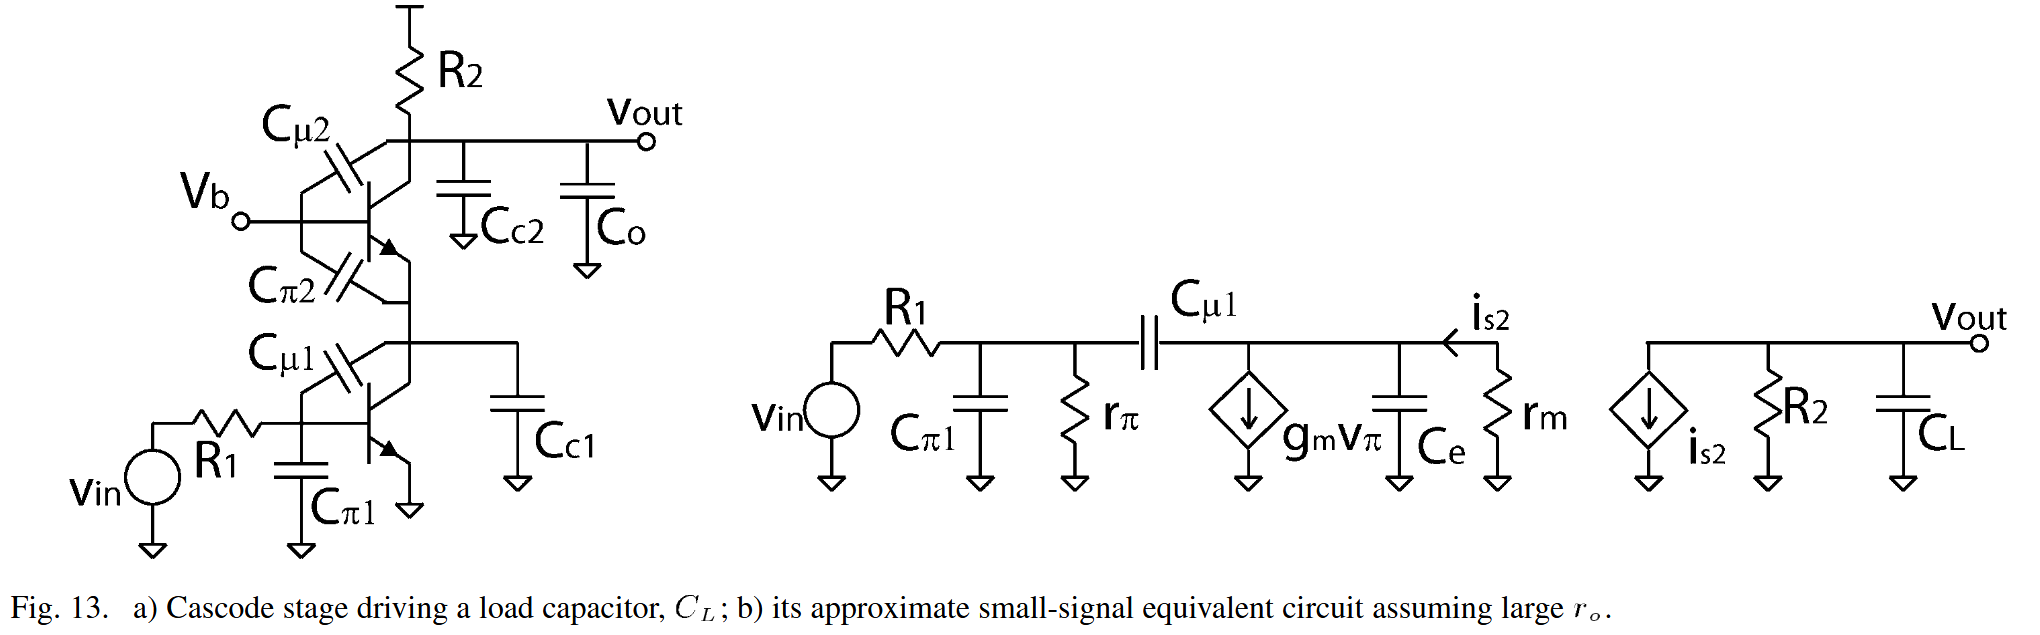 R2
Cμ2
vout
Vb
Cc2
Co
Cπ2
Cμ1
Cc1
R1
vin
Cπ1
R1
Cμ1
is2
vout
vin
Cπ1
rπ
gmvπ
Ce
rm
is2
R2
CL
Fig. 13. a) Cascode stage driving a load capacitor, CL; b) its approximate small-signal equivalent circuit assuming large ro.